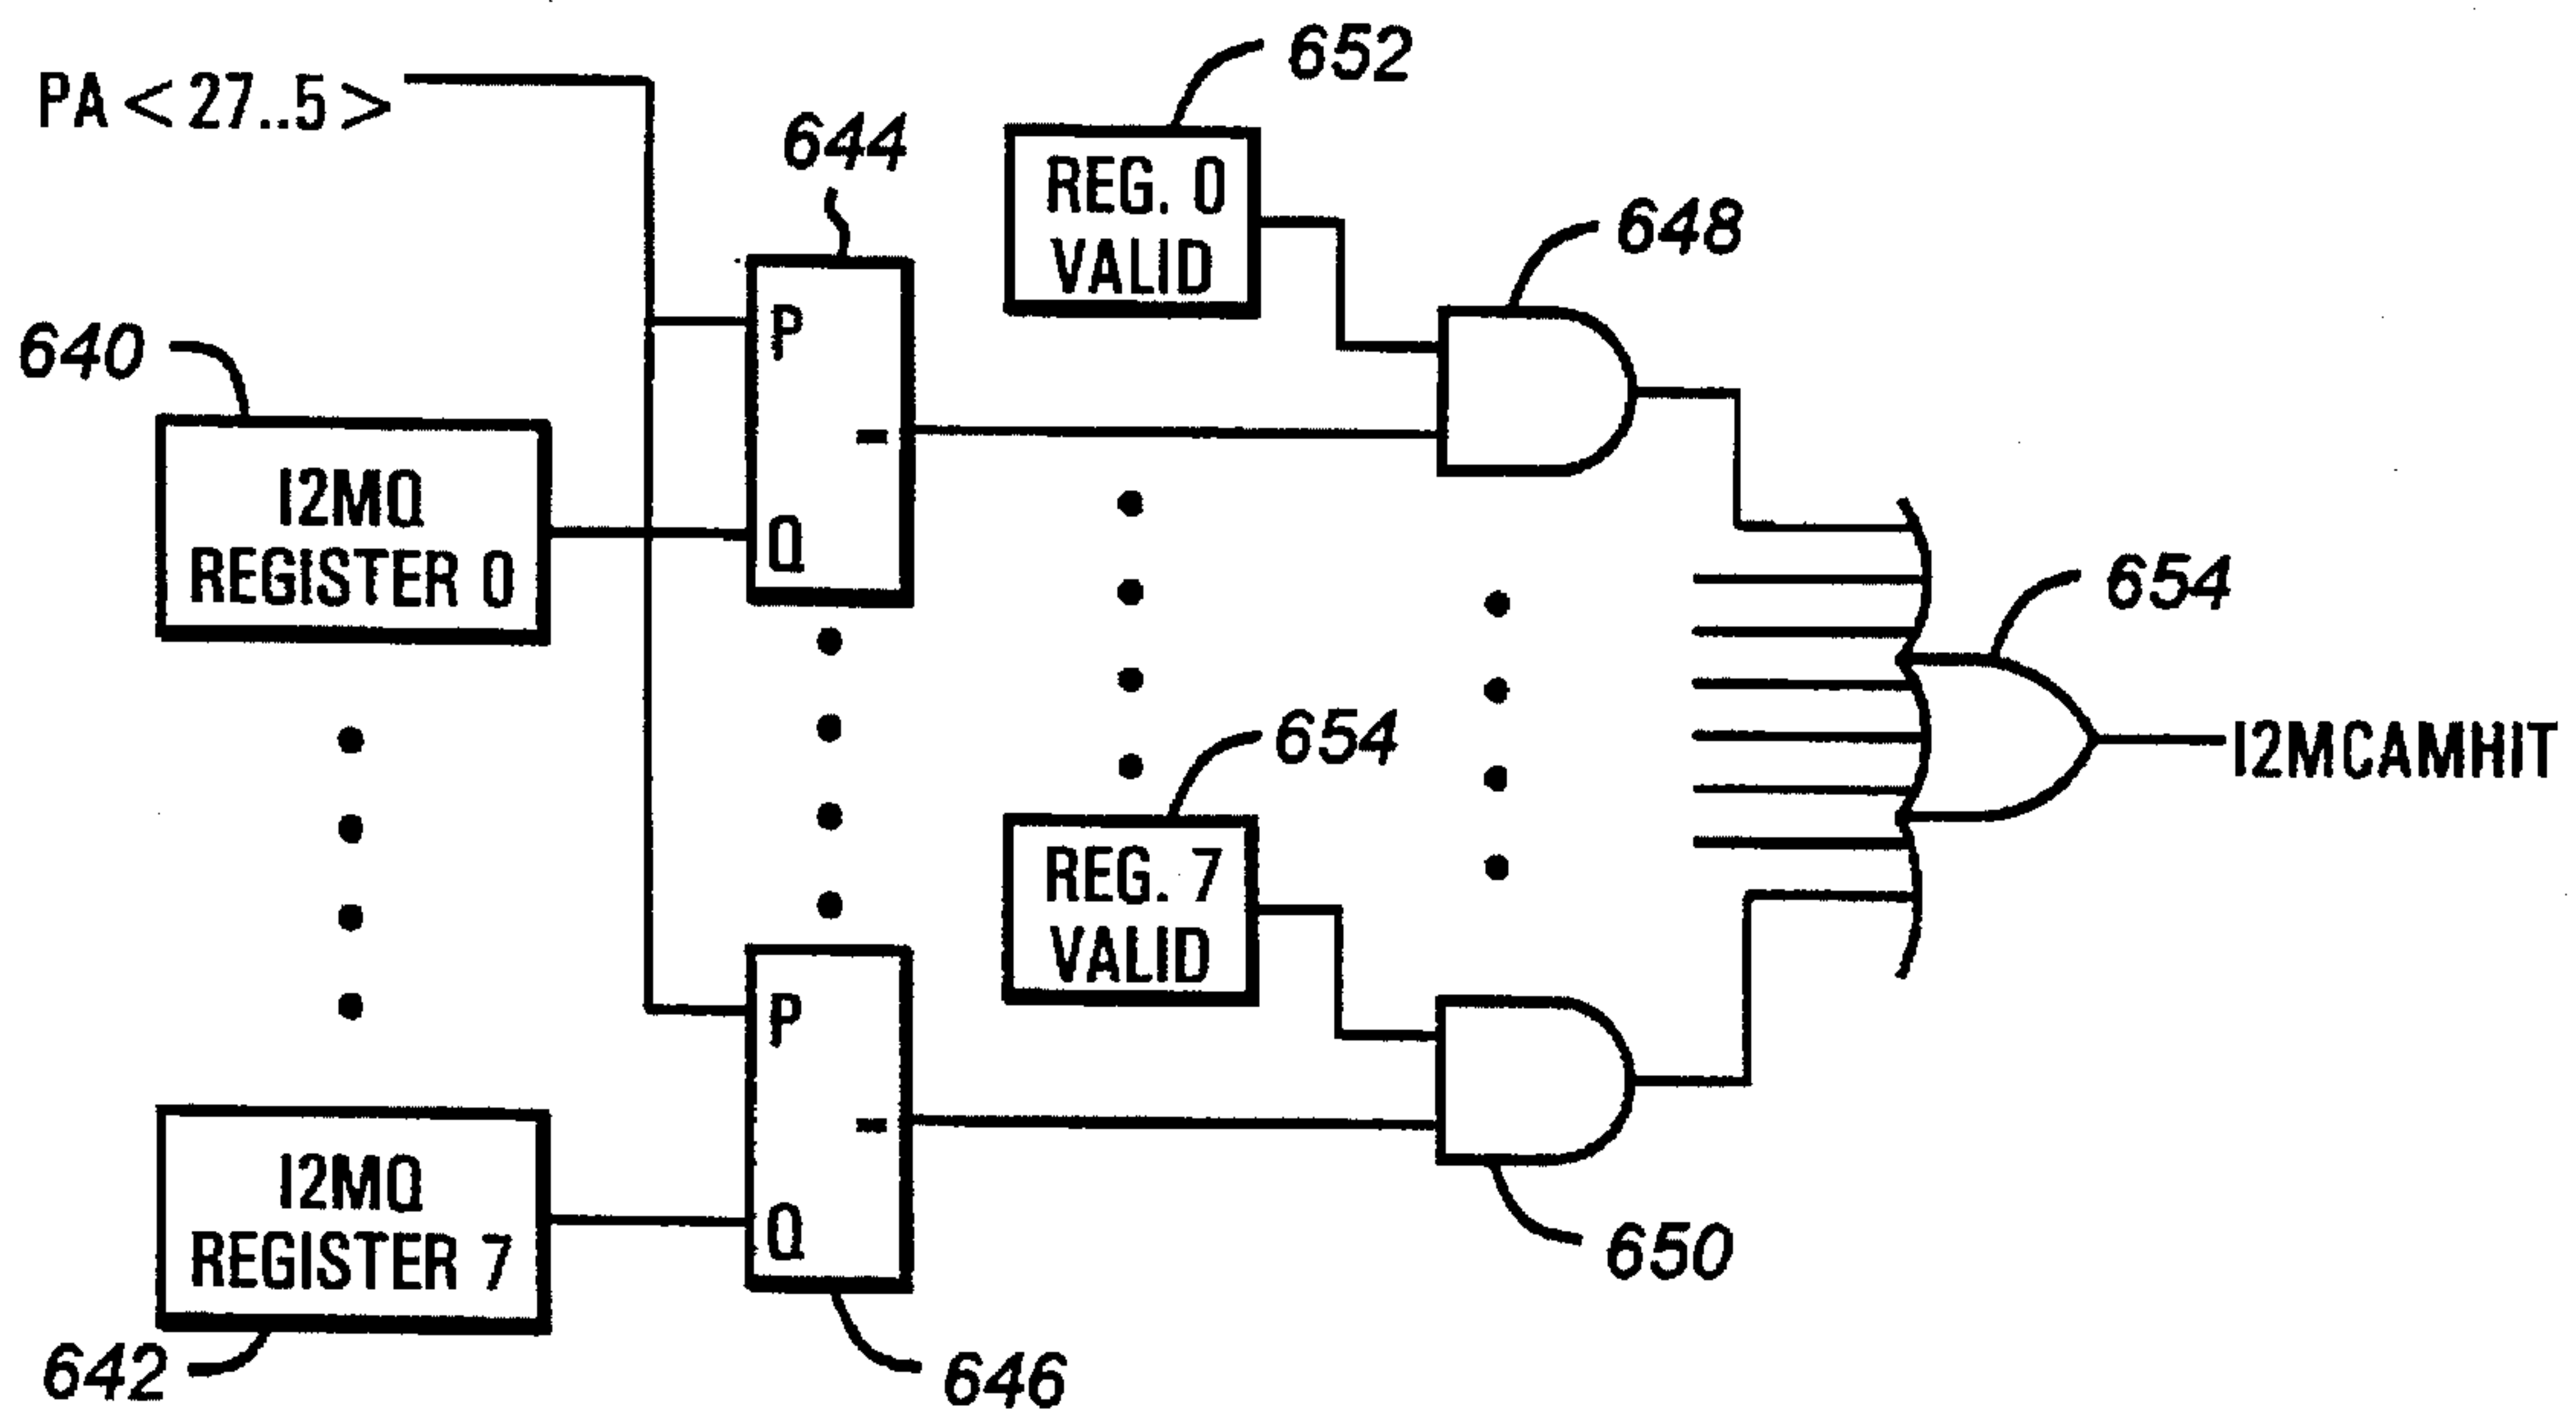 PA < 27..5 >
652
644
REG. 0
VALID
648
640
P
I2MQ
REGISTER 0
=
Q
654
654
I2MCAMHIT
REG. 7
VALID
P
I2MQ
REGISTER 7
=
Q
650
642
646